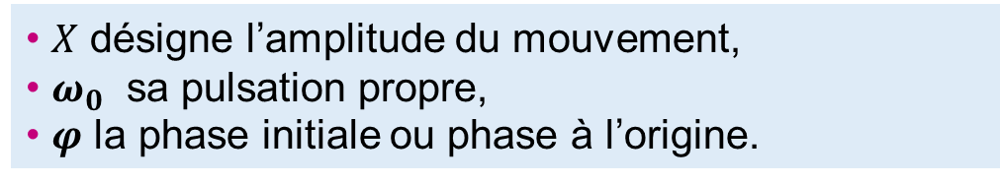 • X désigne l’amplitude du mouvement,
• ω₀ sa pulsation propre,
• φ la phase initiale ou phase à l’origine.